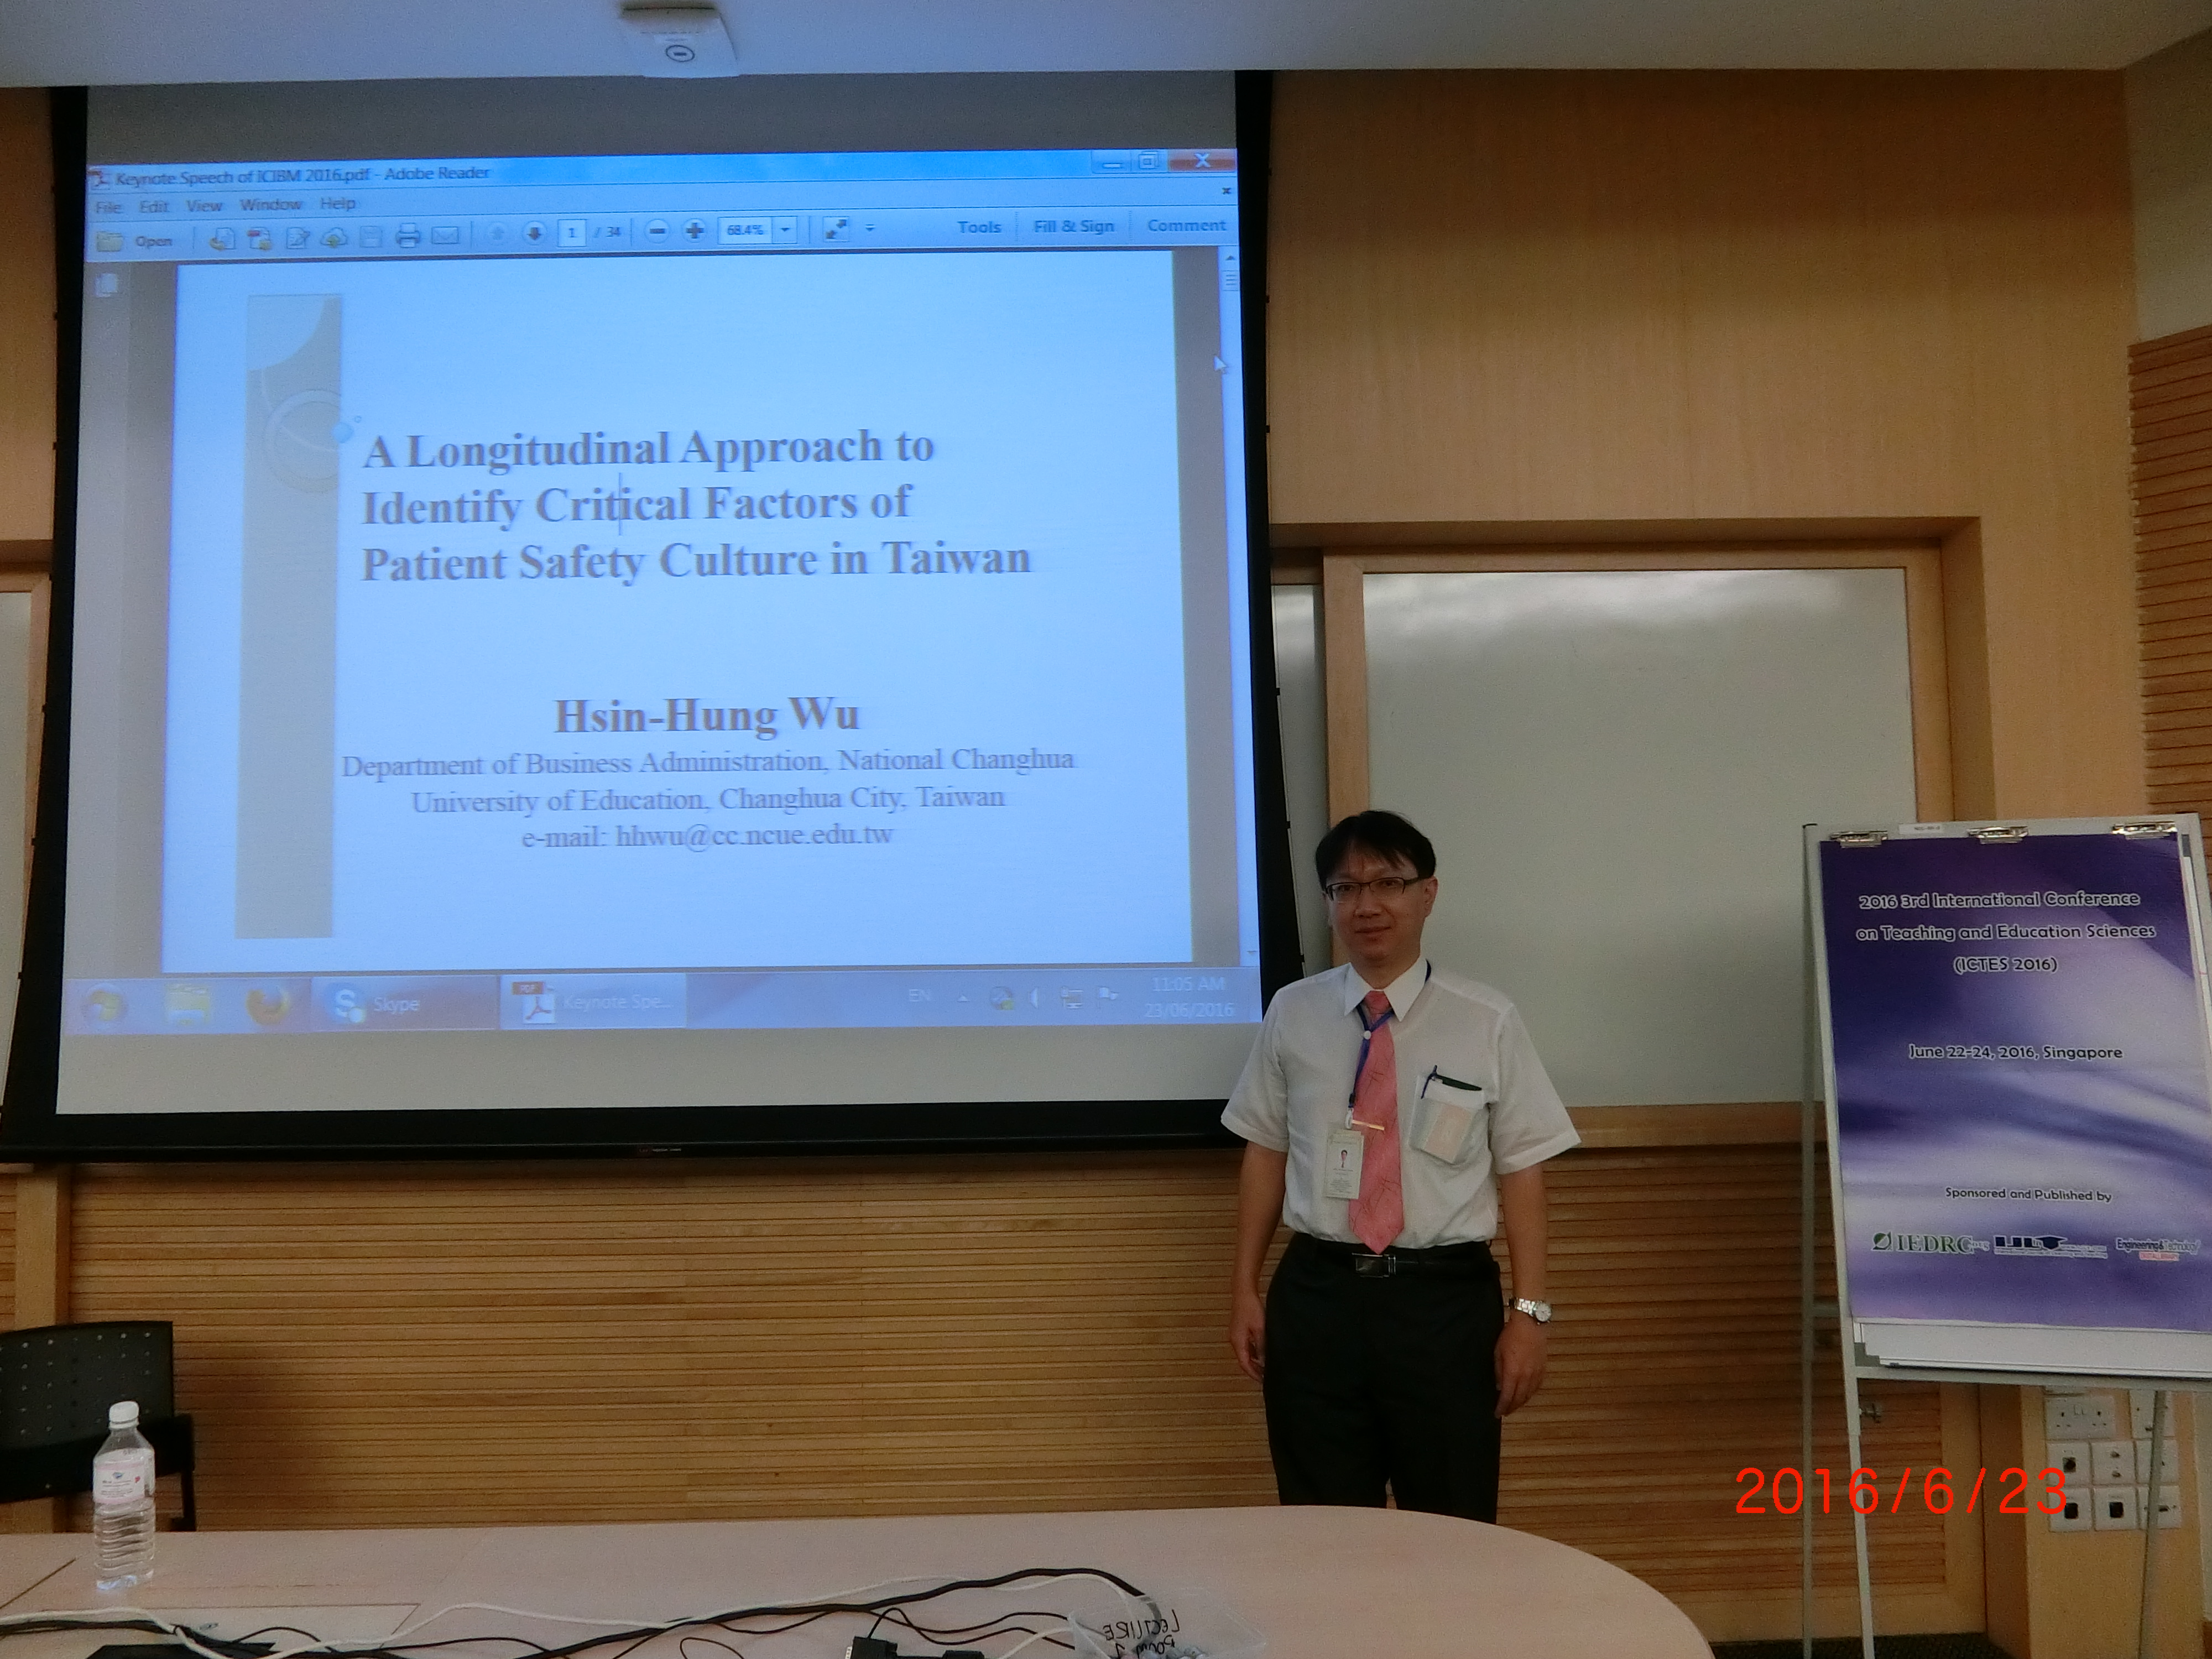 Keynote Speech of ICIBM 2016.pdf - Adobe Reader
File Edit View Window Help
Open 1 / 34 68.4% Tools Fill & Sign Comment
A Longitudinal Approach to
Identify Critical Factors of
Patient Safety Culture in Taiwan
Hsin-Hung Wu
Department of Business Administration, National Changhua
University of Education, Changhua City, Taiwan
e-mail: hhwu@cc.ncue.edu.tw
Skype
Keynote Spe...
EN
11:05 AM
23/06/2016
2016 3rd International Conference
on Teaching and Education Sciences
(ICTES 2016)
June 22-24, 2016, Singapore
Sponsored and Published by
IEDRC
2016/6/23
LECTURE